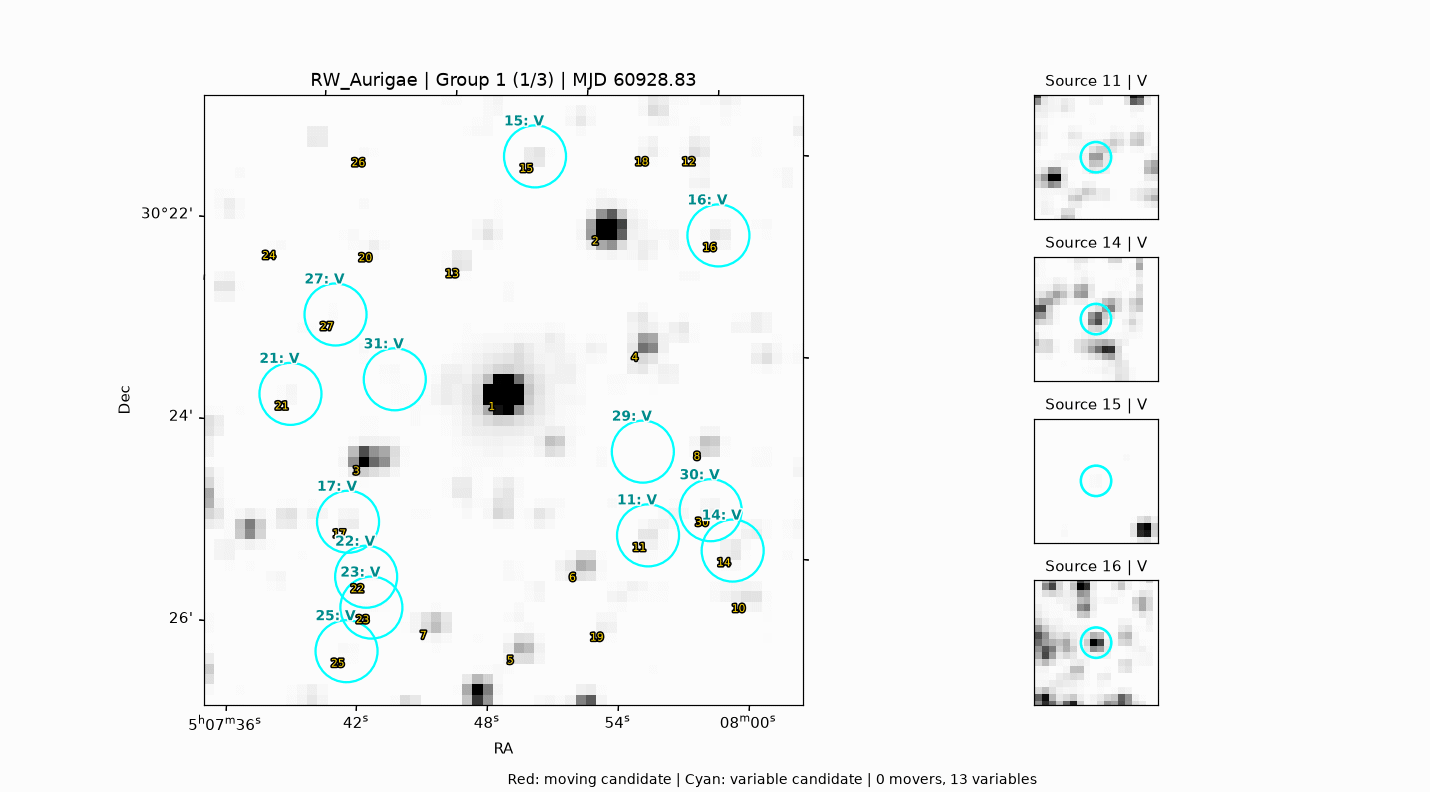 RW_Aurigae | Group 1 (1/3) | MJD 60928.83
Source 11 | V
15: V
26
15
18
12
16: V
30°22'
2
16
24
20
13
Source 14 | V
27: V
27
31: V
4
21: V
21
1
Dec
24'
29: V
Source 15 | V
8
3
30: V
17: V
11: V
14: V
30
17
22: V
11
14
6
23: V
22
Source 16 | V
10
25: V
23
26'
7
19
25
5
5ʰ07ᵐ36ˢ
42ˢ
48ˢ
54ˢ
08ᵐ00ˢ
RA
Red: moving candidate | Cyan: variable candidate | 0 movers, 13 variables